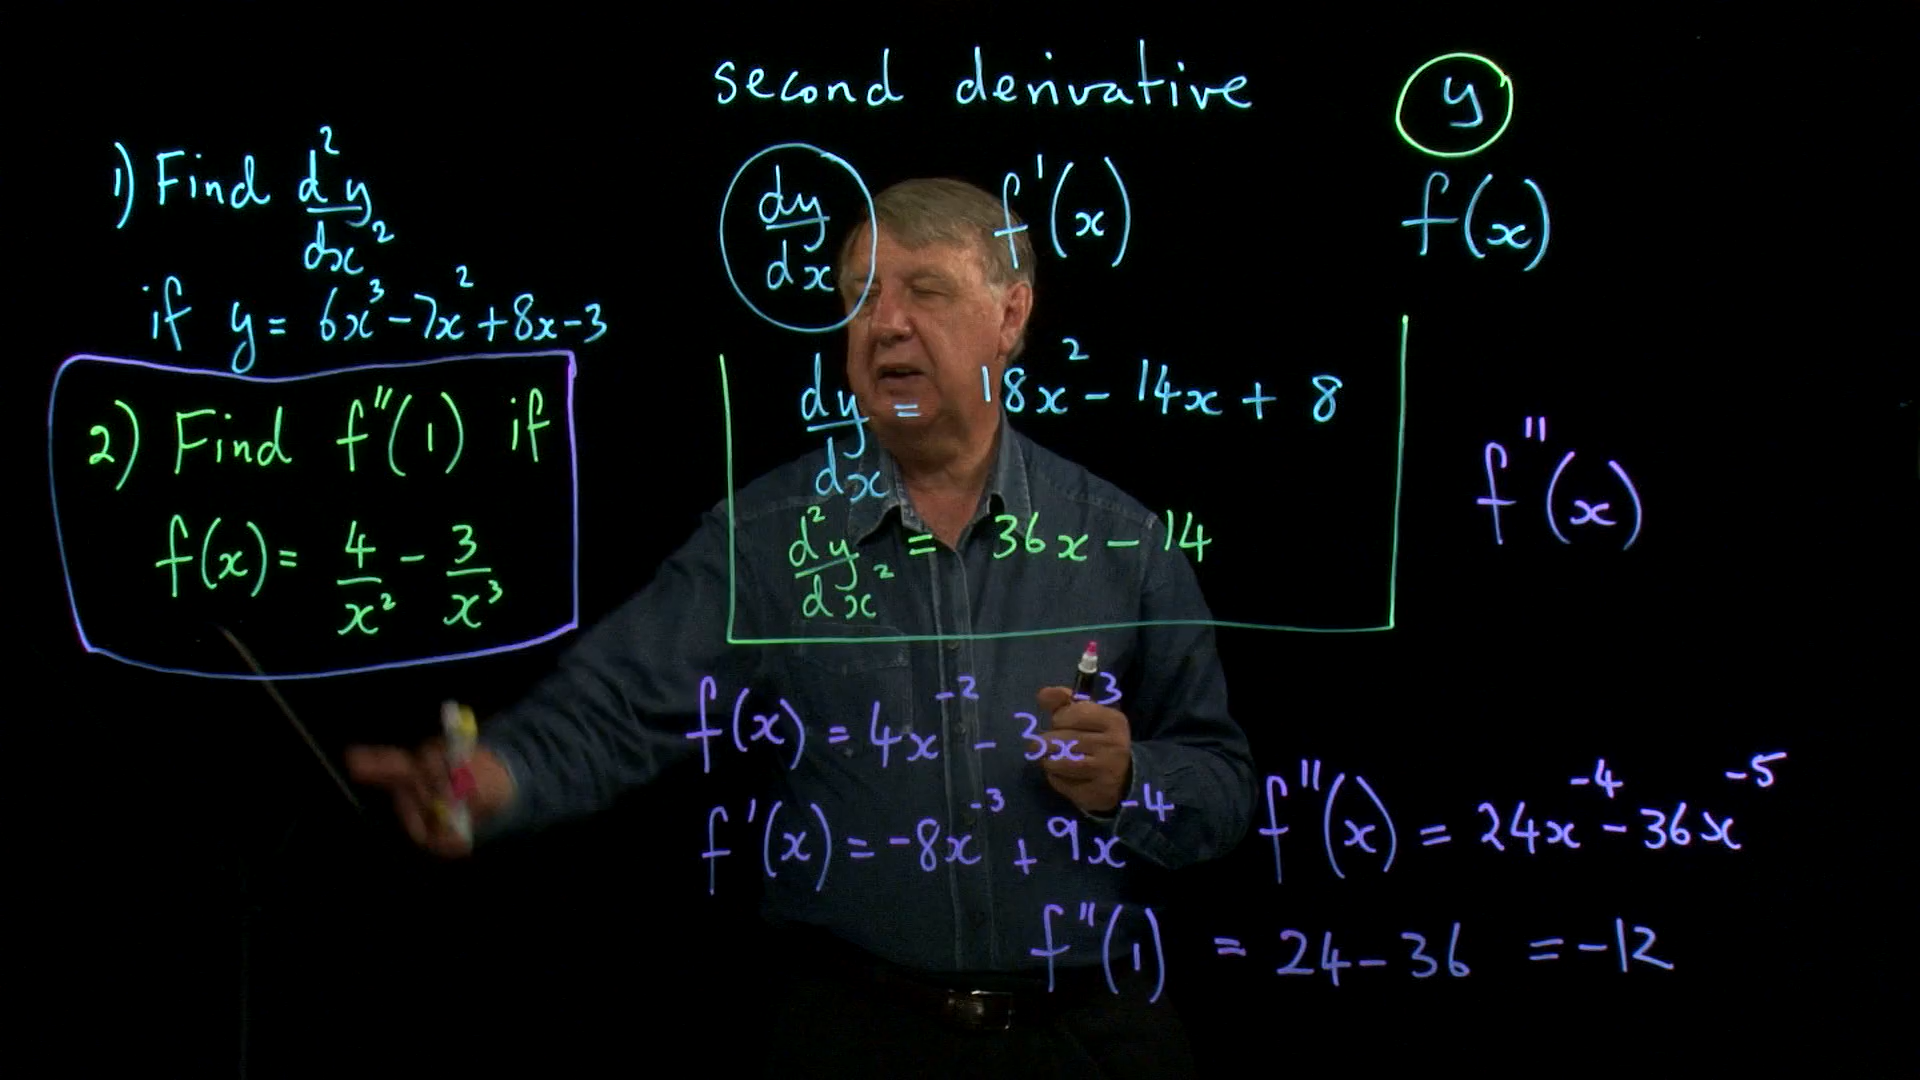 second derivative
y
f(x)
dy/dx f'(x)
1) Find d²y/dx²
if y = 6x³ - 7x² + 8x - 3
2) Find f''(1) if
f(x) = 4/x² - 3/x³
dy/dx = 18x² - 14x + 8
d²y/dx² = 36x - 14
f''(x)
f(x) = 4x⁻² - 3x⁻³
f'(x) = -8x⁻³ + 9x⁻⁴
f''(x) = 24x⁻⁴ - 36x⁻⁵
f''(1) = 24 - 36 = -12